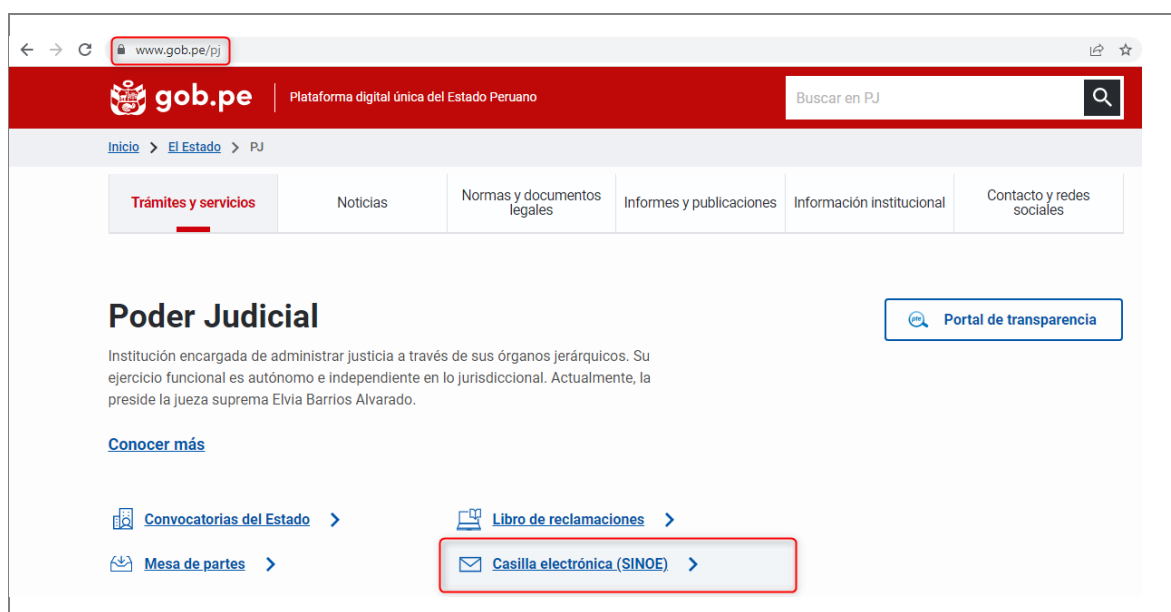 www.gob.pe/pj
gob.pe
Plataforma digital única del Estado Peruano
Buscar en PJ
Inicio > El Estado > PJ
Trámites y servicios
Noticias
Normas y documentos
legales
Informes y publicaciones
Información institucional
Contacto y redes
sociales
Poder Judicial
pte
Portal de transparencia
Institución encargada de administrar justicia a través de sus órganos jerárquicos. Su
ejercicio funcional es autónomo e independiente en lo jurisdiccional. Actualmente, la
preside la jueza suprema Elvia Barrios Alvarado.
Conocer más
Convocatorias del Estado >
Libro de reclamaciones >
Mesa de partes >
Casilla electrónica (SINOE) >